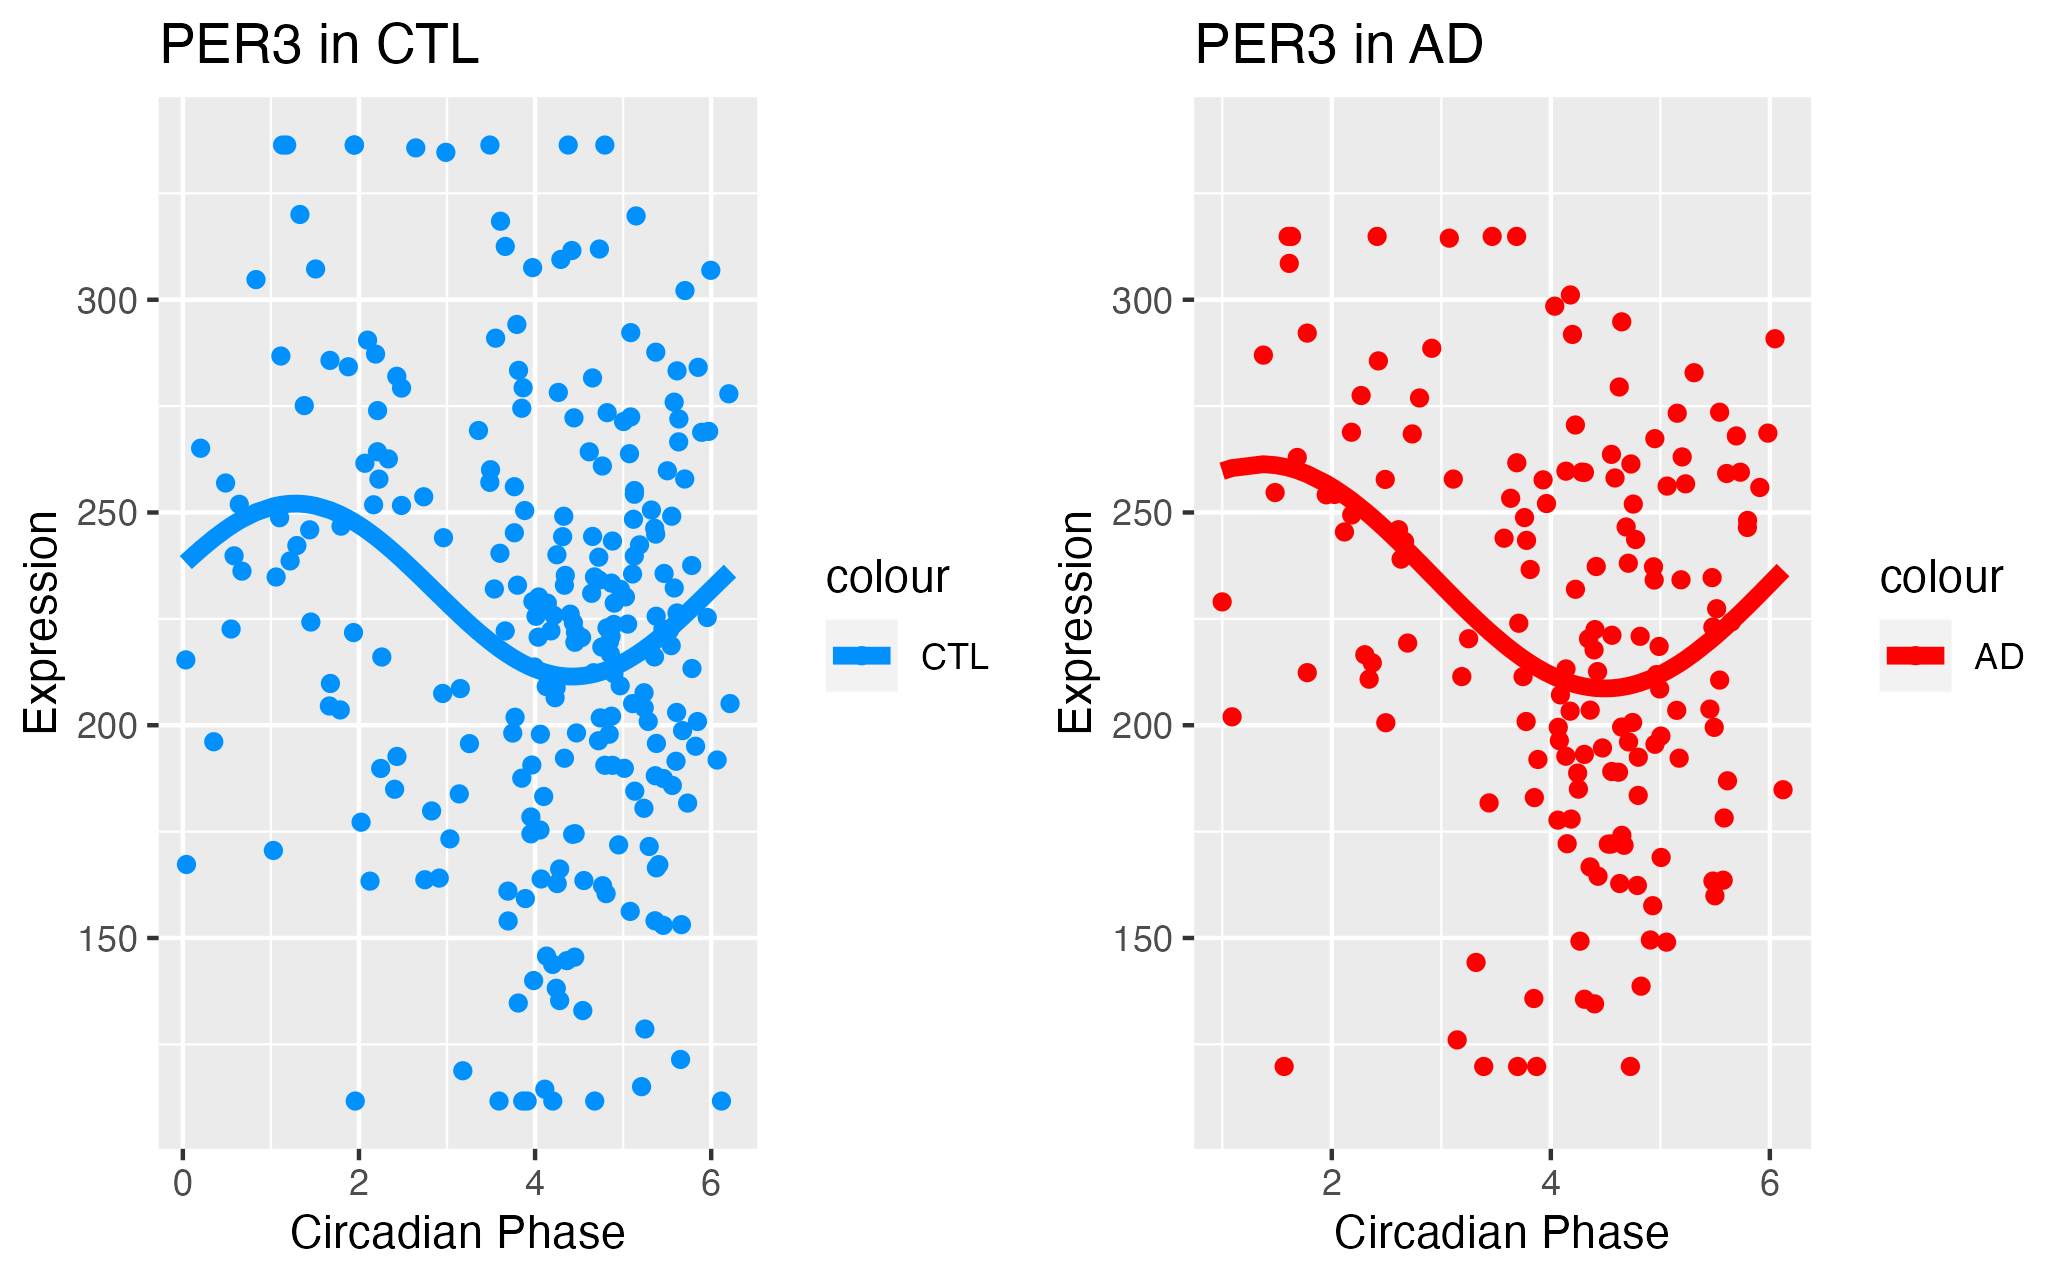 PER3 in CTL
Expression
300
250
200
150
0 2 4 6
Circadian Phase
colour
CTL
PER3 in AD
Expression
300
250
200
150
2 4 6
Circadian Phase
colour
AD